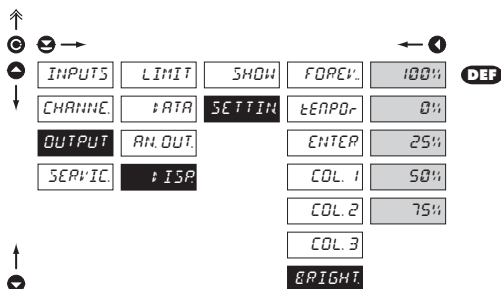 INPUTS LIMIT SHOW FOREV.. 100% DEF
CHANNE. DATA SETTIN. TEMPOR 0%
OUTPUT AN. OUT. ENTER 25%
SERVIC. DISP. COL. 1 50%
COL. 2 75%
COL. 3
BRIGHT.